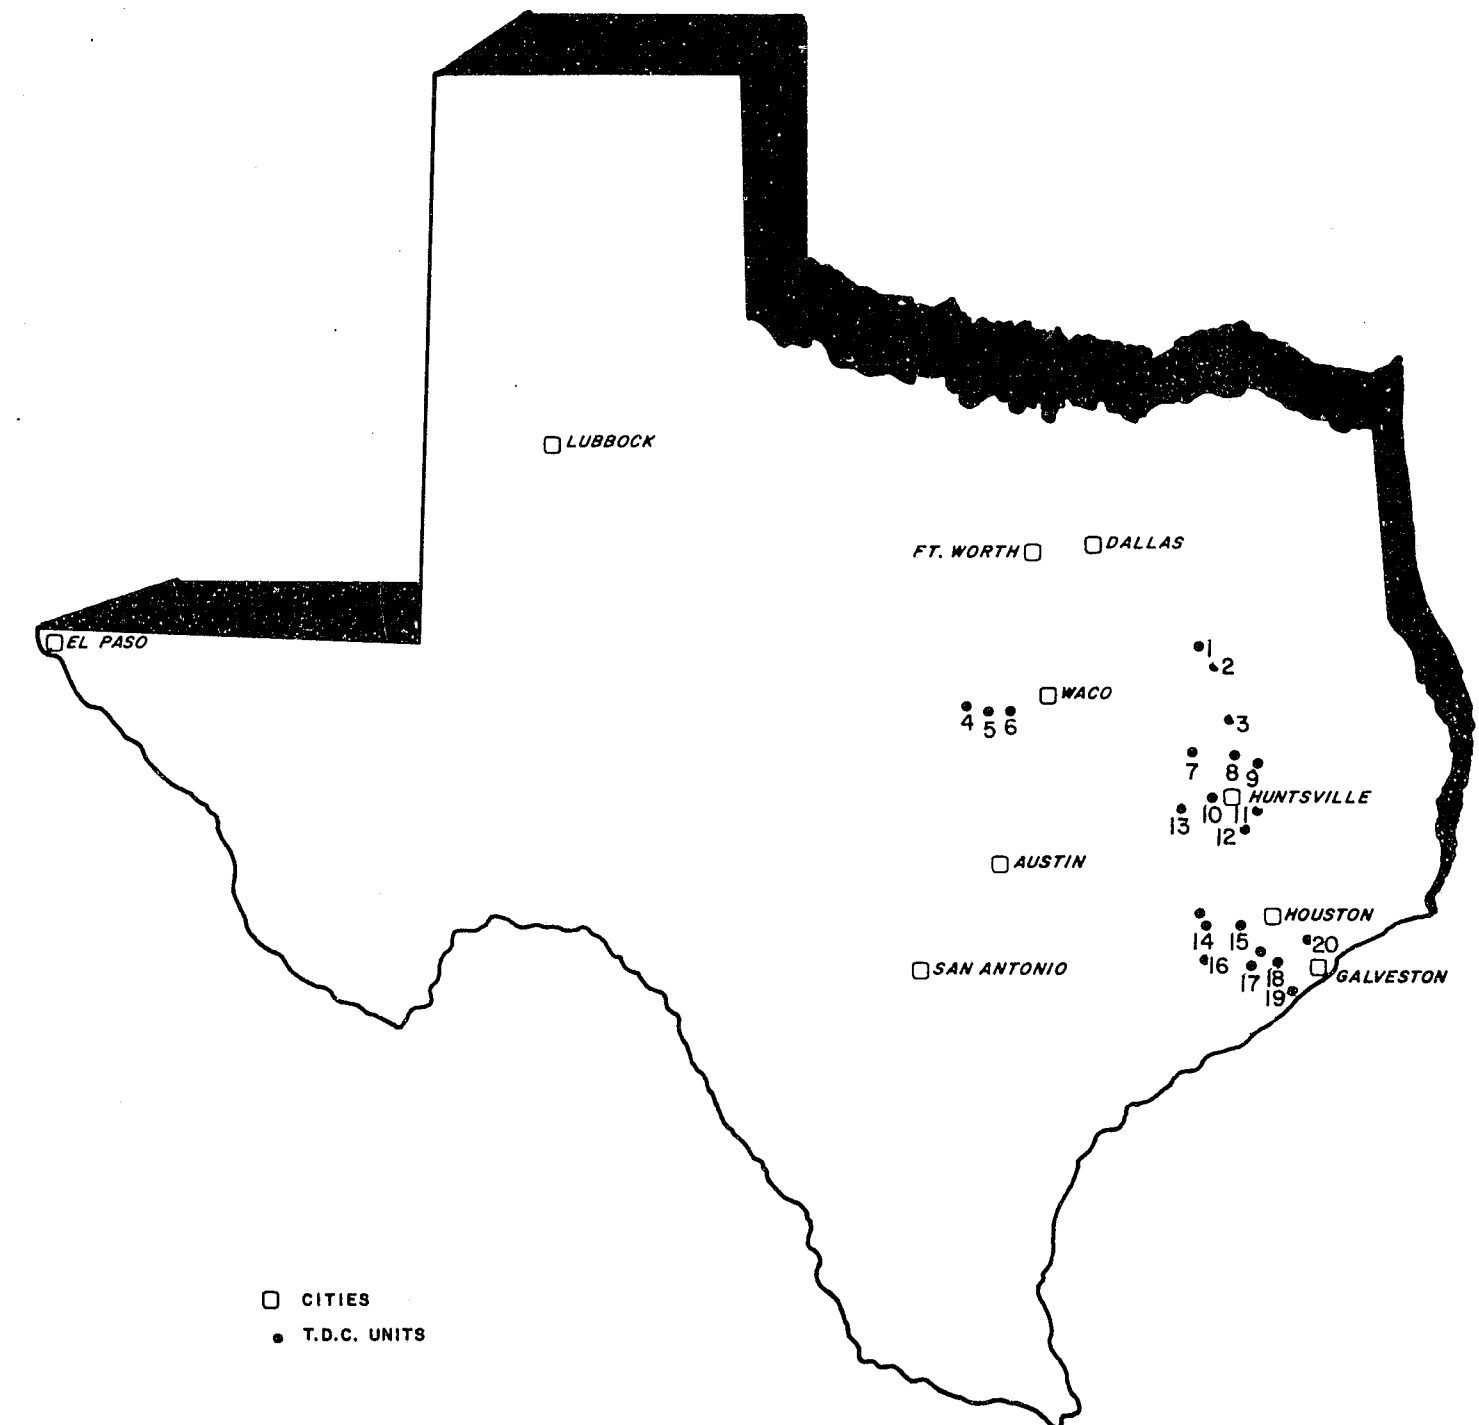 LUBBOCK
FT. WORTH
DALLAS
EL PASO
1
2
WACO
4
5
6
3
7
8
9
HUNTSVILLE
10
11
13
12
AUSTIN
HOUSTON
14
15
20
16
SAN ANTONIO
17
18
GALVESTON
19
CITIES
T.D.C. UNITS